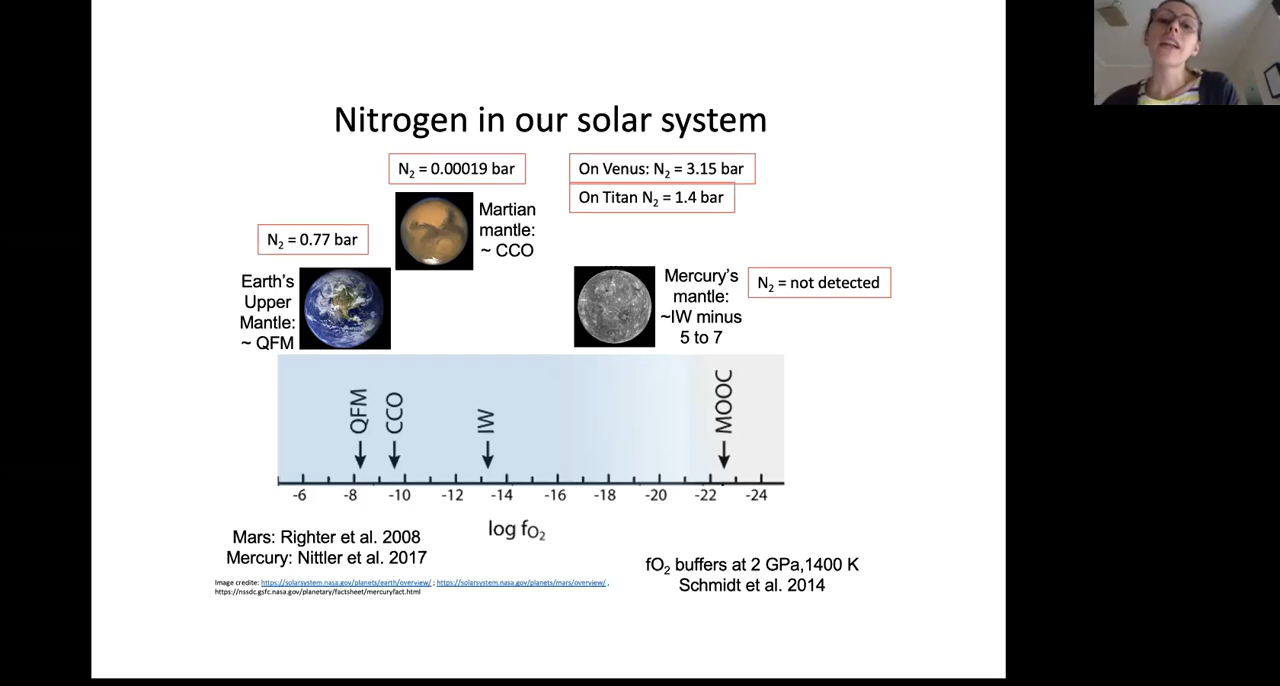 Nitrogen in our solar system
N₂ = 0.00019 bar
On Venus: N₂ = 3.15 bar
On Titan N₂ = 1.4 bar
N₂ = 0.77 bar
Martian
mantle:
~ CCO
Earth's
Upper
Mantle:
~ QFM
Mercury's
mantle:
~IW minus
5 to 7
N₂ = not detected
QFM
CCO
IW
MOOC
-6 -8 -10 -12 -14 -16 -18 -20 -22 -24
log fO₂
Mars: Righter et al. 2008
Mercury: Nittler et al. 2017
fO₂ buffers at 2 GPa,1400 K
Schmidt et al. 2014
Image credite: https://solarsystem.nasa.gov/planets/earth/overview/ ; https://solarsystem.nasa.gov/planets/mars/overview/ ,
https://nssdc.gsfc.nasa.gov/planetary/factsheet/mercuryfact.html